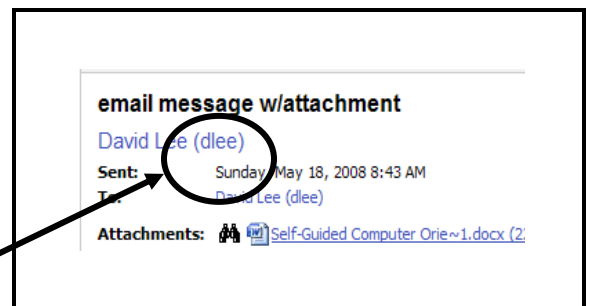 email message w/attachment
David Lee (dlee)
Sent: Sunday, May 18, 2008 8:43 AM
To: David Lee (dlee)
Attachments: Self-Guided Computer Orie~1.docx (2